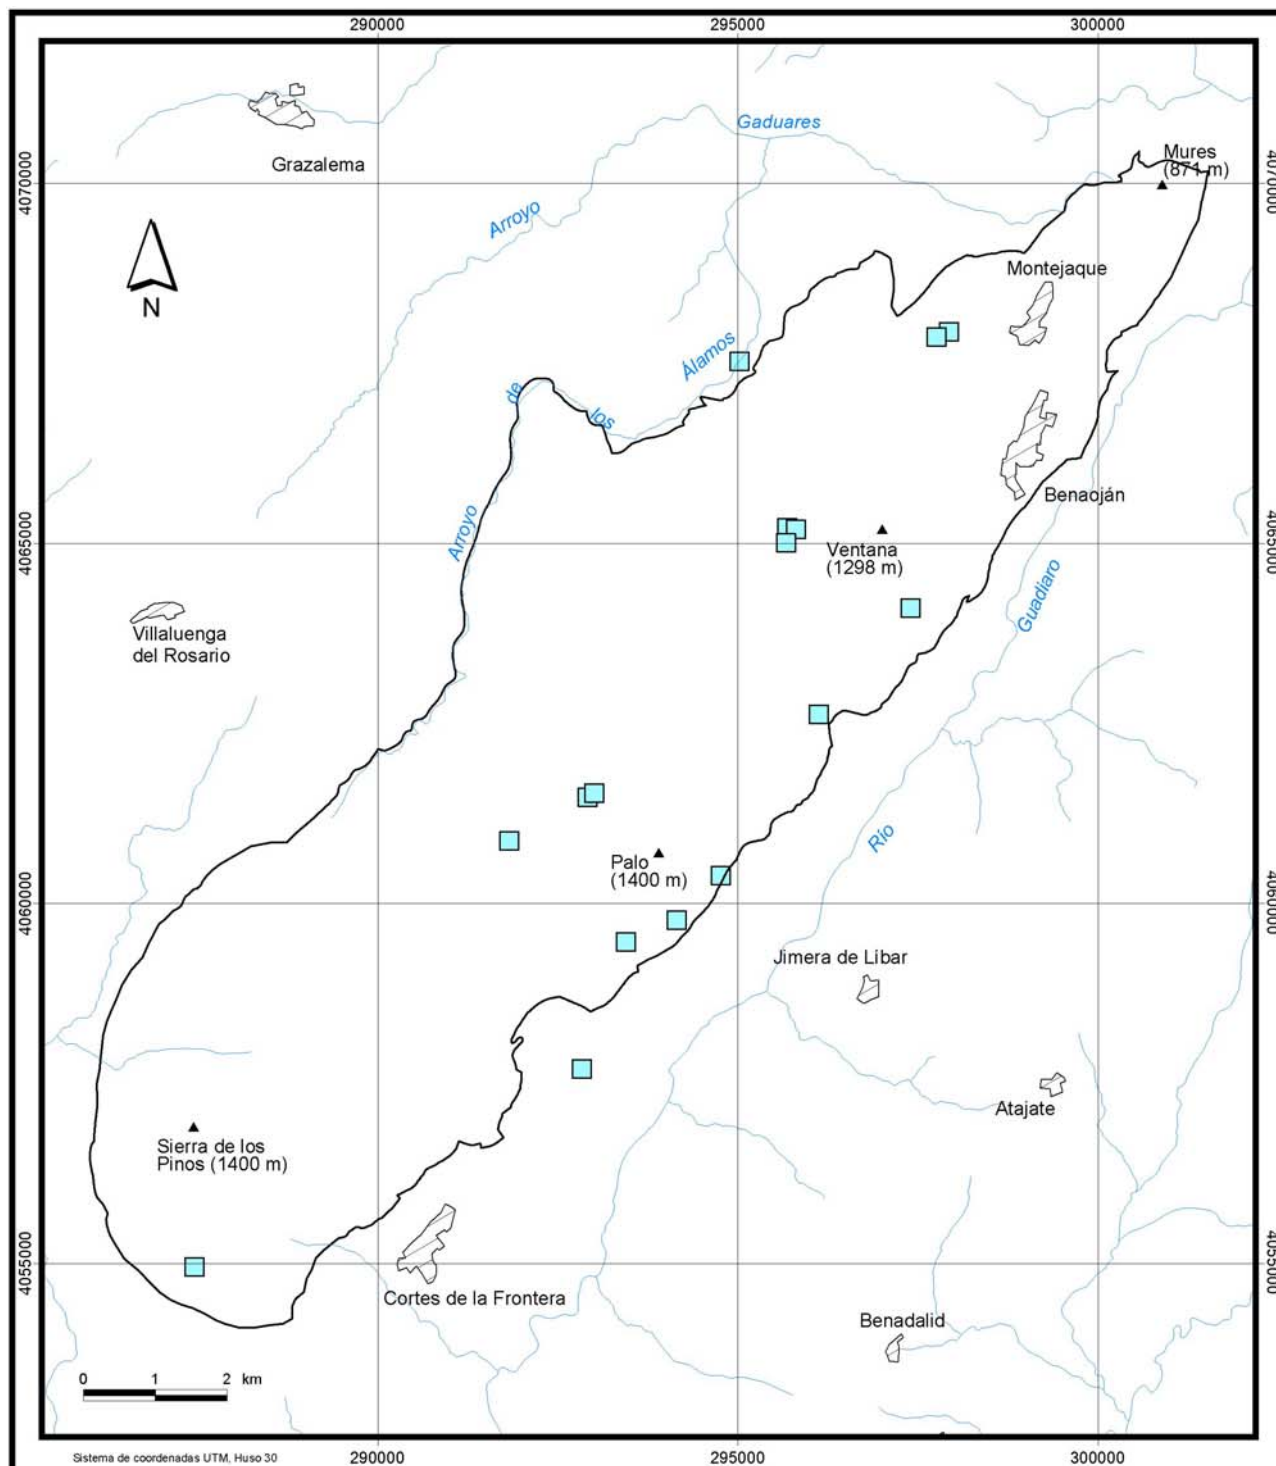 290000
295000
300000
Gaduares
Mures
(871 m)
Grazalema
4070000
4070000
Arroyo
Montejaque
Álamos
de
los
Benaoján
Arroyo
4065000
4065000
Ventana
(1298 m)
Guadiaro
Villaluenga
del Rosario
Río
Palo
(1400 m)
4060000
4060000
Jimera de Libar
Atajate
Sierra de los
Pinos (1400 m)
4055000
4055000
Cortes de la Frontera
Benadalid
0 1 2 km
N
Sistema de coordenadas UTM, Huso 30
290000
295000
300000